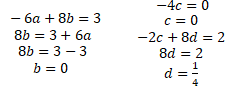 − 6a + 8b = 3
8b = 3 + 6a
8b = 3 − 3
b = 0
−4c = 0
c = 0
−2c + 8d = 2
8d = 2
d = 1/4